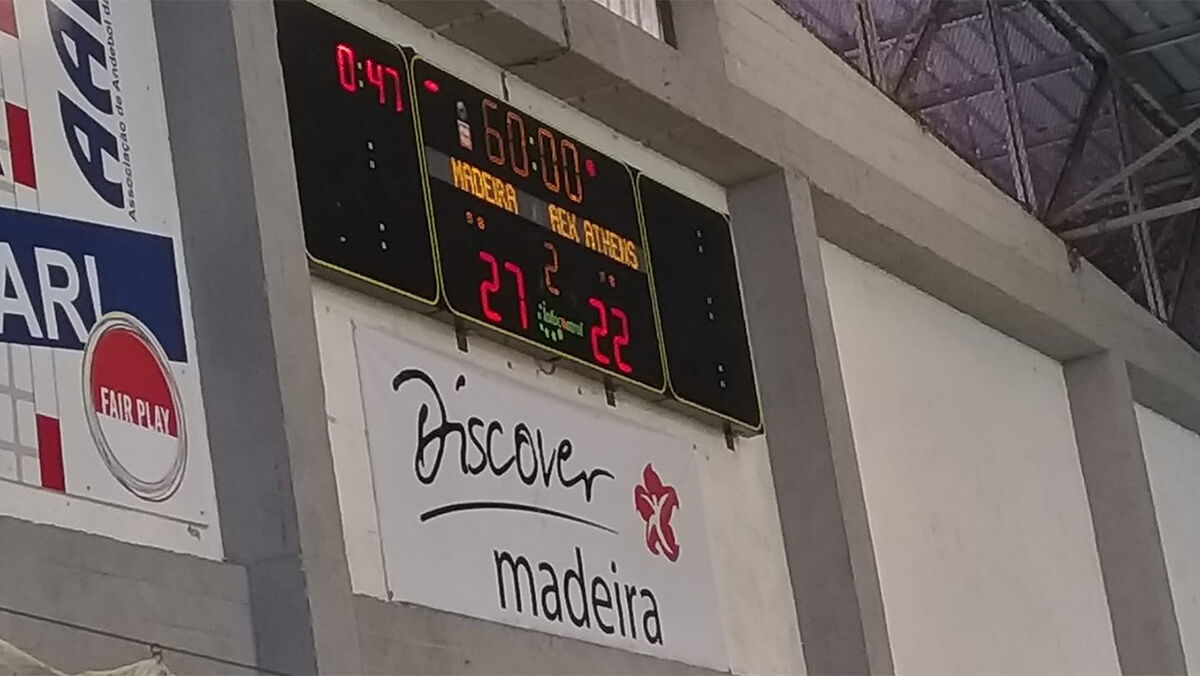 Associação de Andebol da
ARI
FAIR PLAY
0:47
60:00
MADEIRA
AEK ATHENS
2
27
22
Infocontrol
Discover
madeira